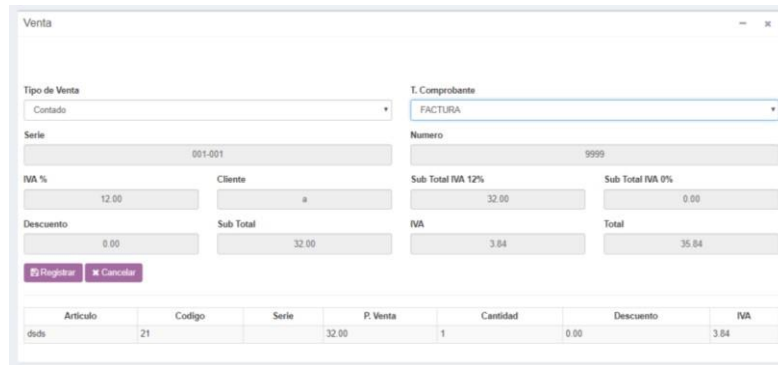 Venta
Tipo de Venta T. Comprobante
Contado FACTURA
Serie Numero
001-001 9999
IVA % Cliente Sub Total IVA 12% Sub Total IVA 0%
12.00 a 32.00 0.00
Descuento Sub Total IVA Total
0.00 32.00 3.84 35.84
Registrar Cancelar
Articulo Codigo Serie P. Venta Cantidad Descuento IVA
dsds 21 32.00 1 0.00 3.84